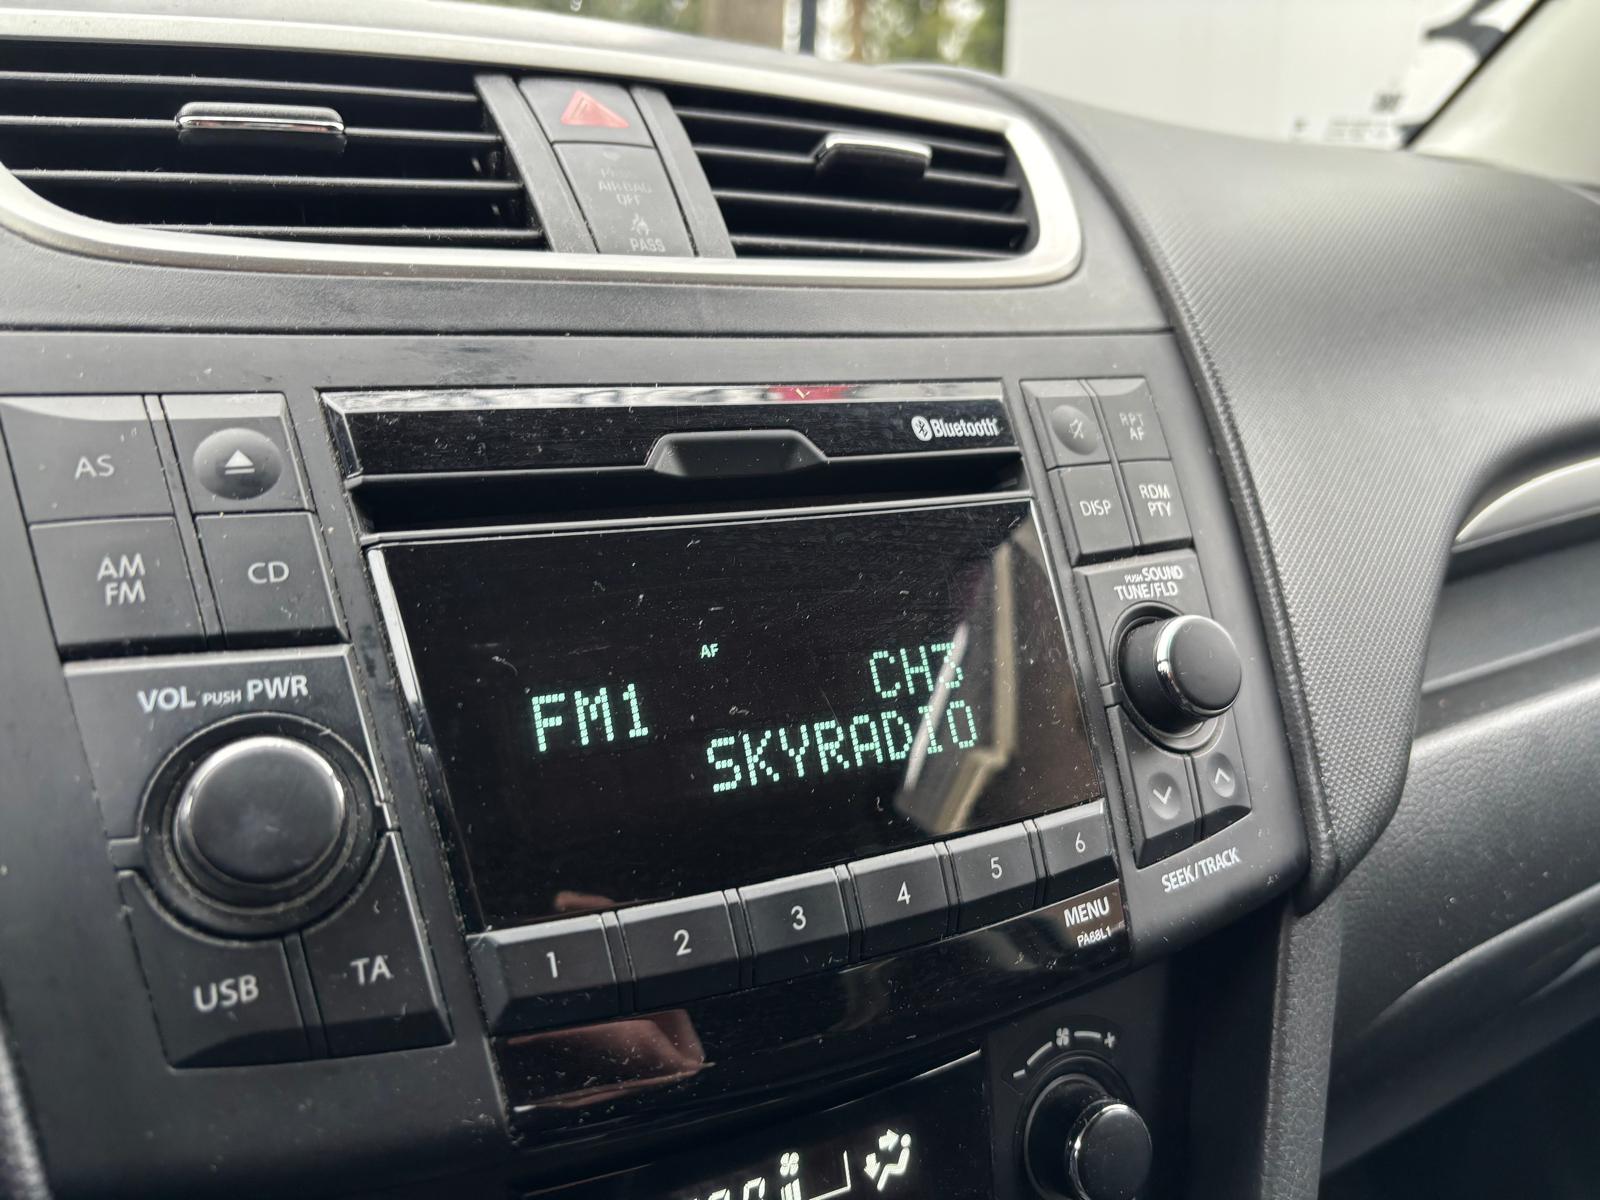 AIRBAG
OFF
PASS
Bluetooth
AS
RPT
AF
AM
FM
CD
DISP
RDM
PTY
PUSH SOUND
TUNE/FLD
VOL PUSH PWR
AF
CH3
FM1
SKYRADIO
SEEK/TRACK
1
2
3
4
5
6
MENU
PA68L1
USB
TA